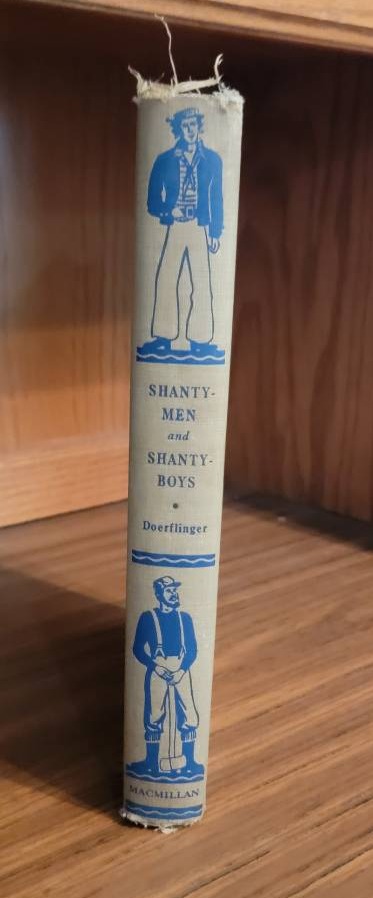 SHANTY-
MEN
and
SHANTY-
BOYS
•
Doerflinger
MACMILLAN